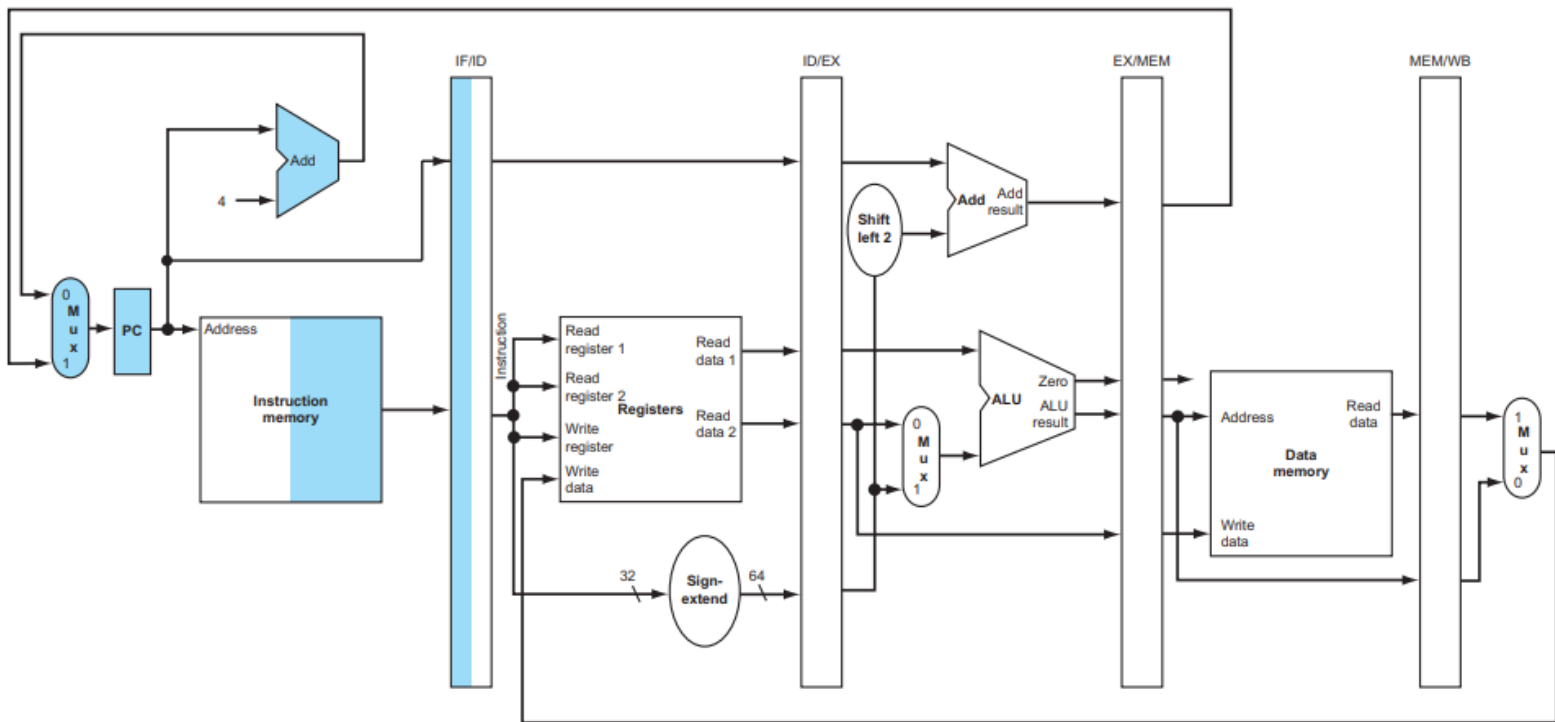 IF/ID
ID/EX
EX/MEM
MEM/WB
Add
4
Shift
left 2
Add
Add
result
0
M
u
x
1
PC
Address
Instruction
memory
Instruction
Read
register 1
Read
register 2
Write
register
Write
data
Registers
Read
data 1
Read
data 2
32
Sign-
extend
64
0
M
u
x
1
ALU
Zero
ALU
result
Address
Write
data
Data
memory
Read
data
1
M
u
x
0